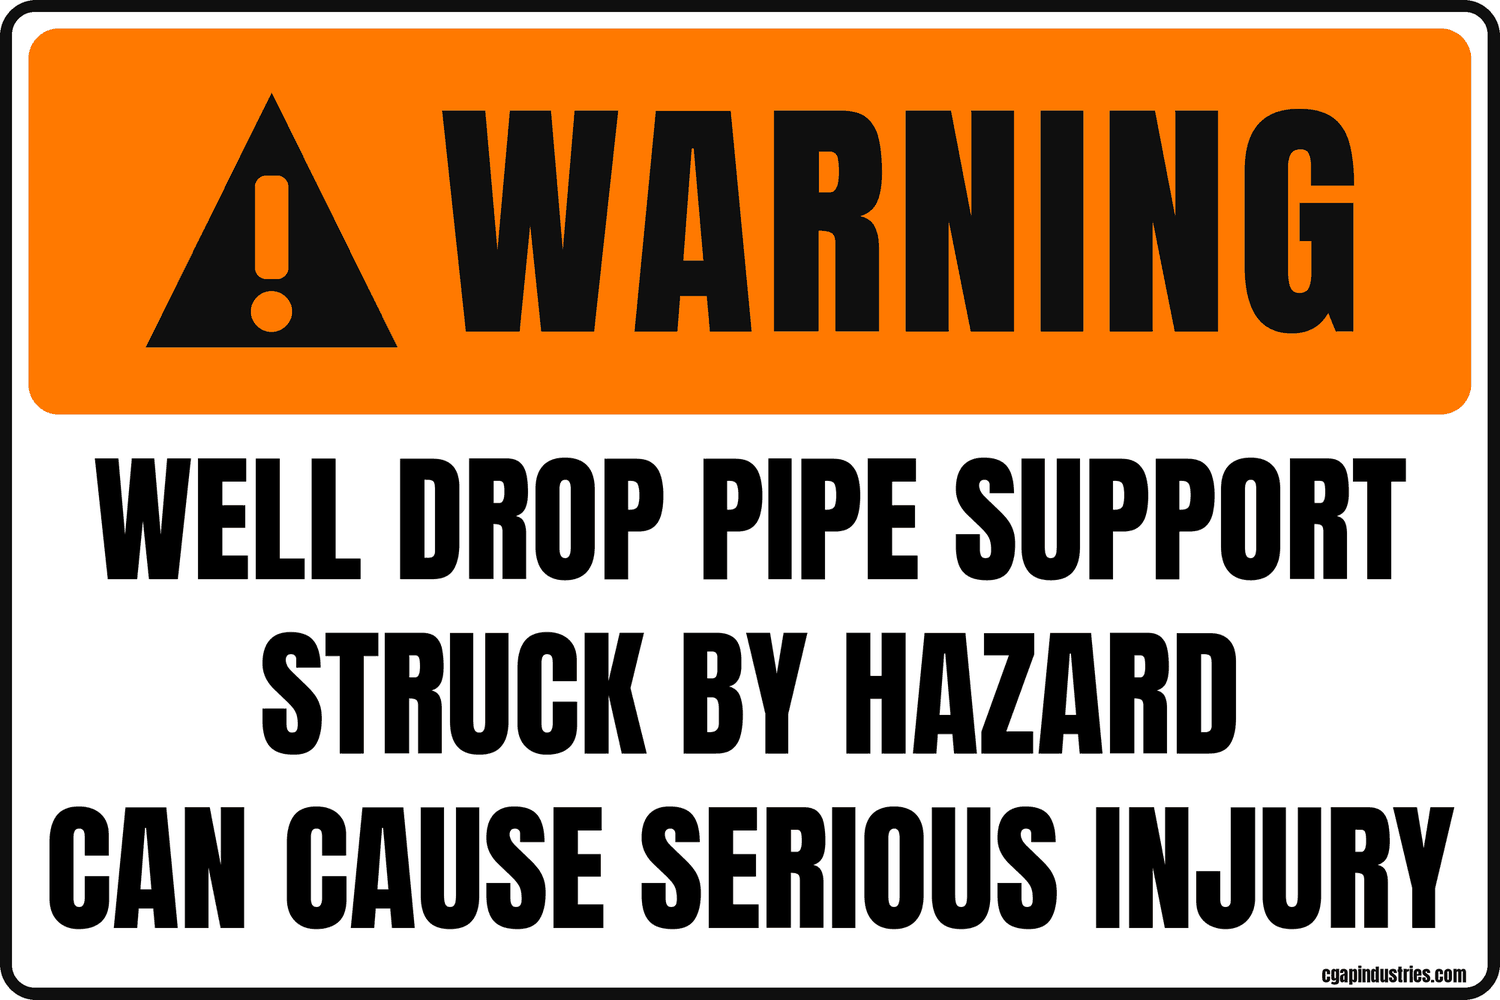 WARNING
WELL DROP PIPE SUPPORT
STRUCK BY HAZARD
CAN CAUSE SERIOUS INJURY
cgapindustries.com